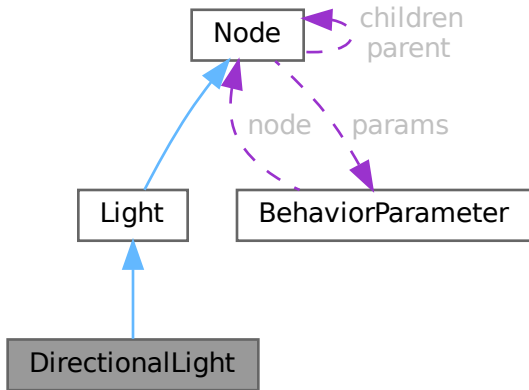 Node
children
parent
node
params
Light
BehaviorParameter
DirectionalLight